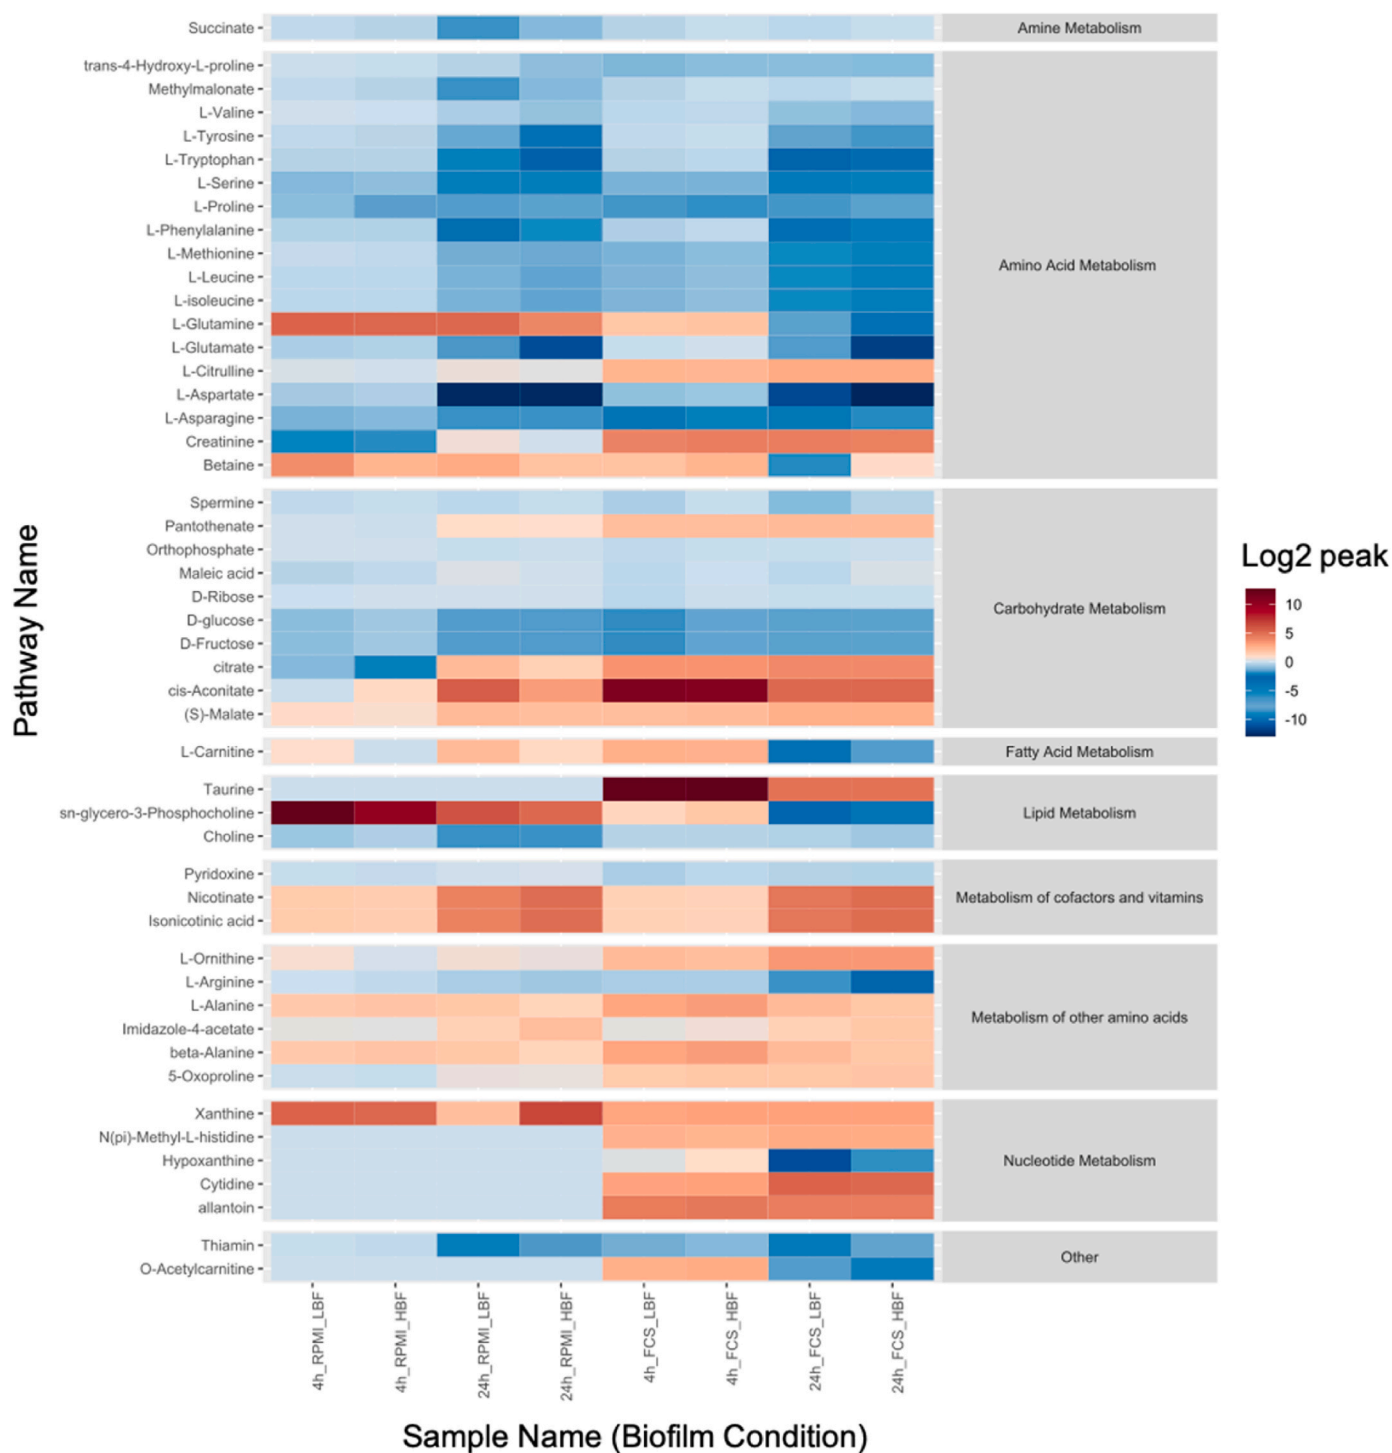 Succinate
Amine Metabolism
trans-4-Hydroxy-L-proline
Methylmalonate
L-Valine
L-Tyrosine
L-Tryptophan
L-Serine
L-Proline
L-Phenylalanine
L-Methionine
L-Leucine
L-isoleucine
L-Glutamine
L-Glutamate
L-Citrulline
L-Aspartate
L-Asparagine
Creatinine
Betaine
Amino Acid Metabolism
Spermine
Pantothenate
Orthophosphate
Maleic acid
D-Ribose
D-glucose
D-Fructose
citrate
cis-Aconitate
(S)-Malate
Carbohydrate Metabolism
L-Carnitine
Fatty Acid Metabolism
Taurine
sn-glycero-3-Phosphocholine
Choline
Lipid Metabolism
Pyridoxine
Nicotinate
Isonicotinic acid
Metabolism of cofactors and vitamins
L-Ornithine
L-Arginine
L-Alanine
Imidazole-4-acetate
beta-Alanine
5-Oxoproline
Metabolism of other amino acids
Xanthine
N(pi)-Methyl-L-histidine
Hypoxanthine
Cytidine
allantoin
Nucleotide Metabolism
Thiamin
O-Acetylcarnitine
Other
Pathway Name
4h_RPMI_LBF
4h_RPMI_HBF
24h_RPMI_LBF
24h_RPMI_HBF
4h_FCS_LBF
4h_FCS_HBF
24h_FCS_LBF
24h_FCS_HBF
Sample Name (Biofilm Condition)
Log2 peak
10
5
0
-5
-10